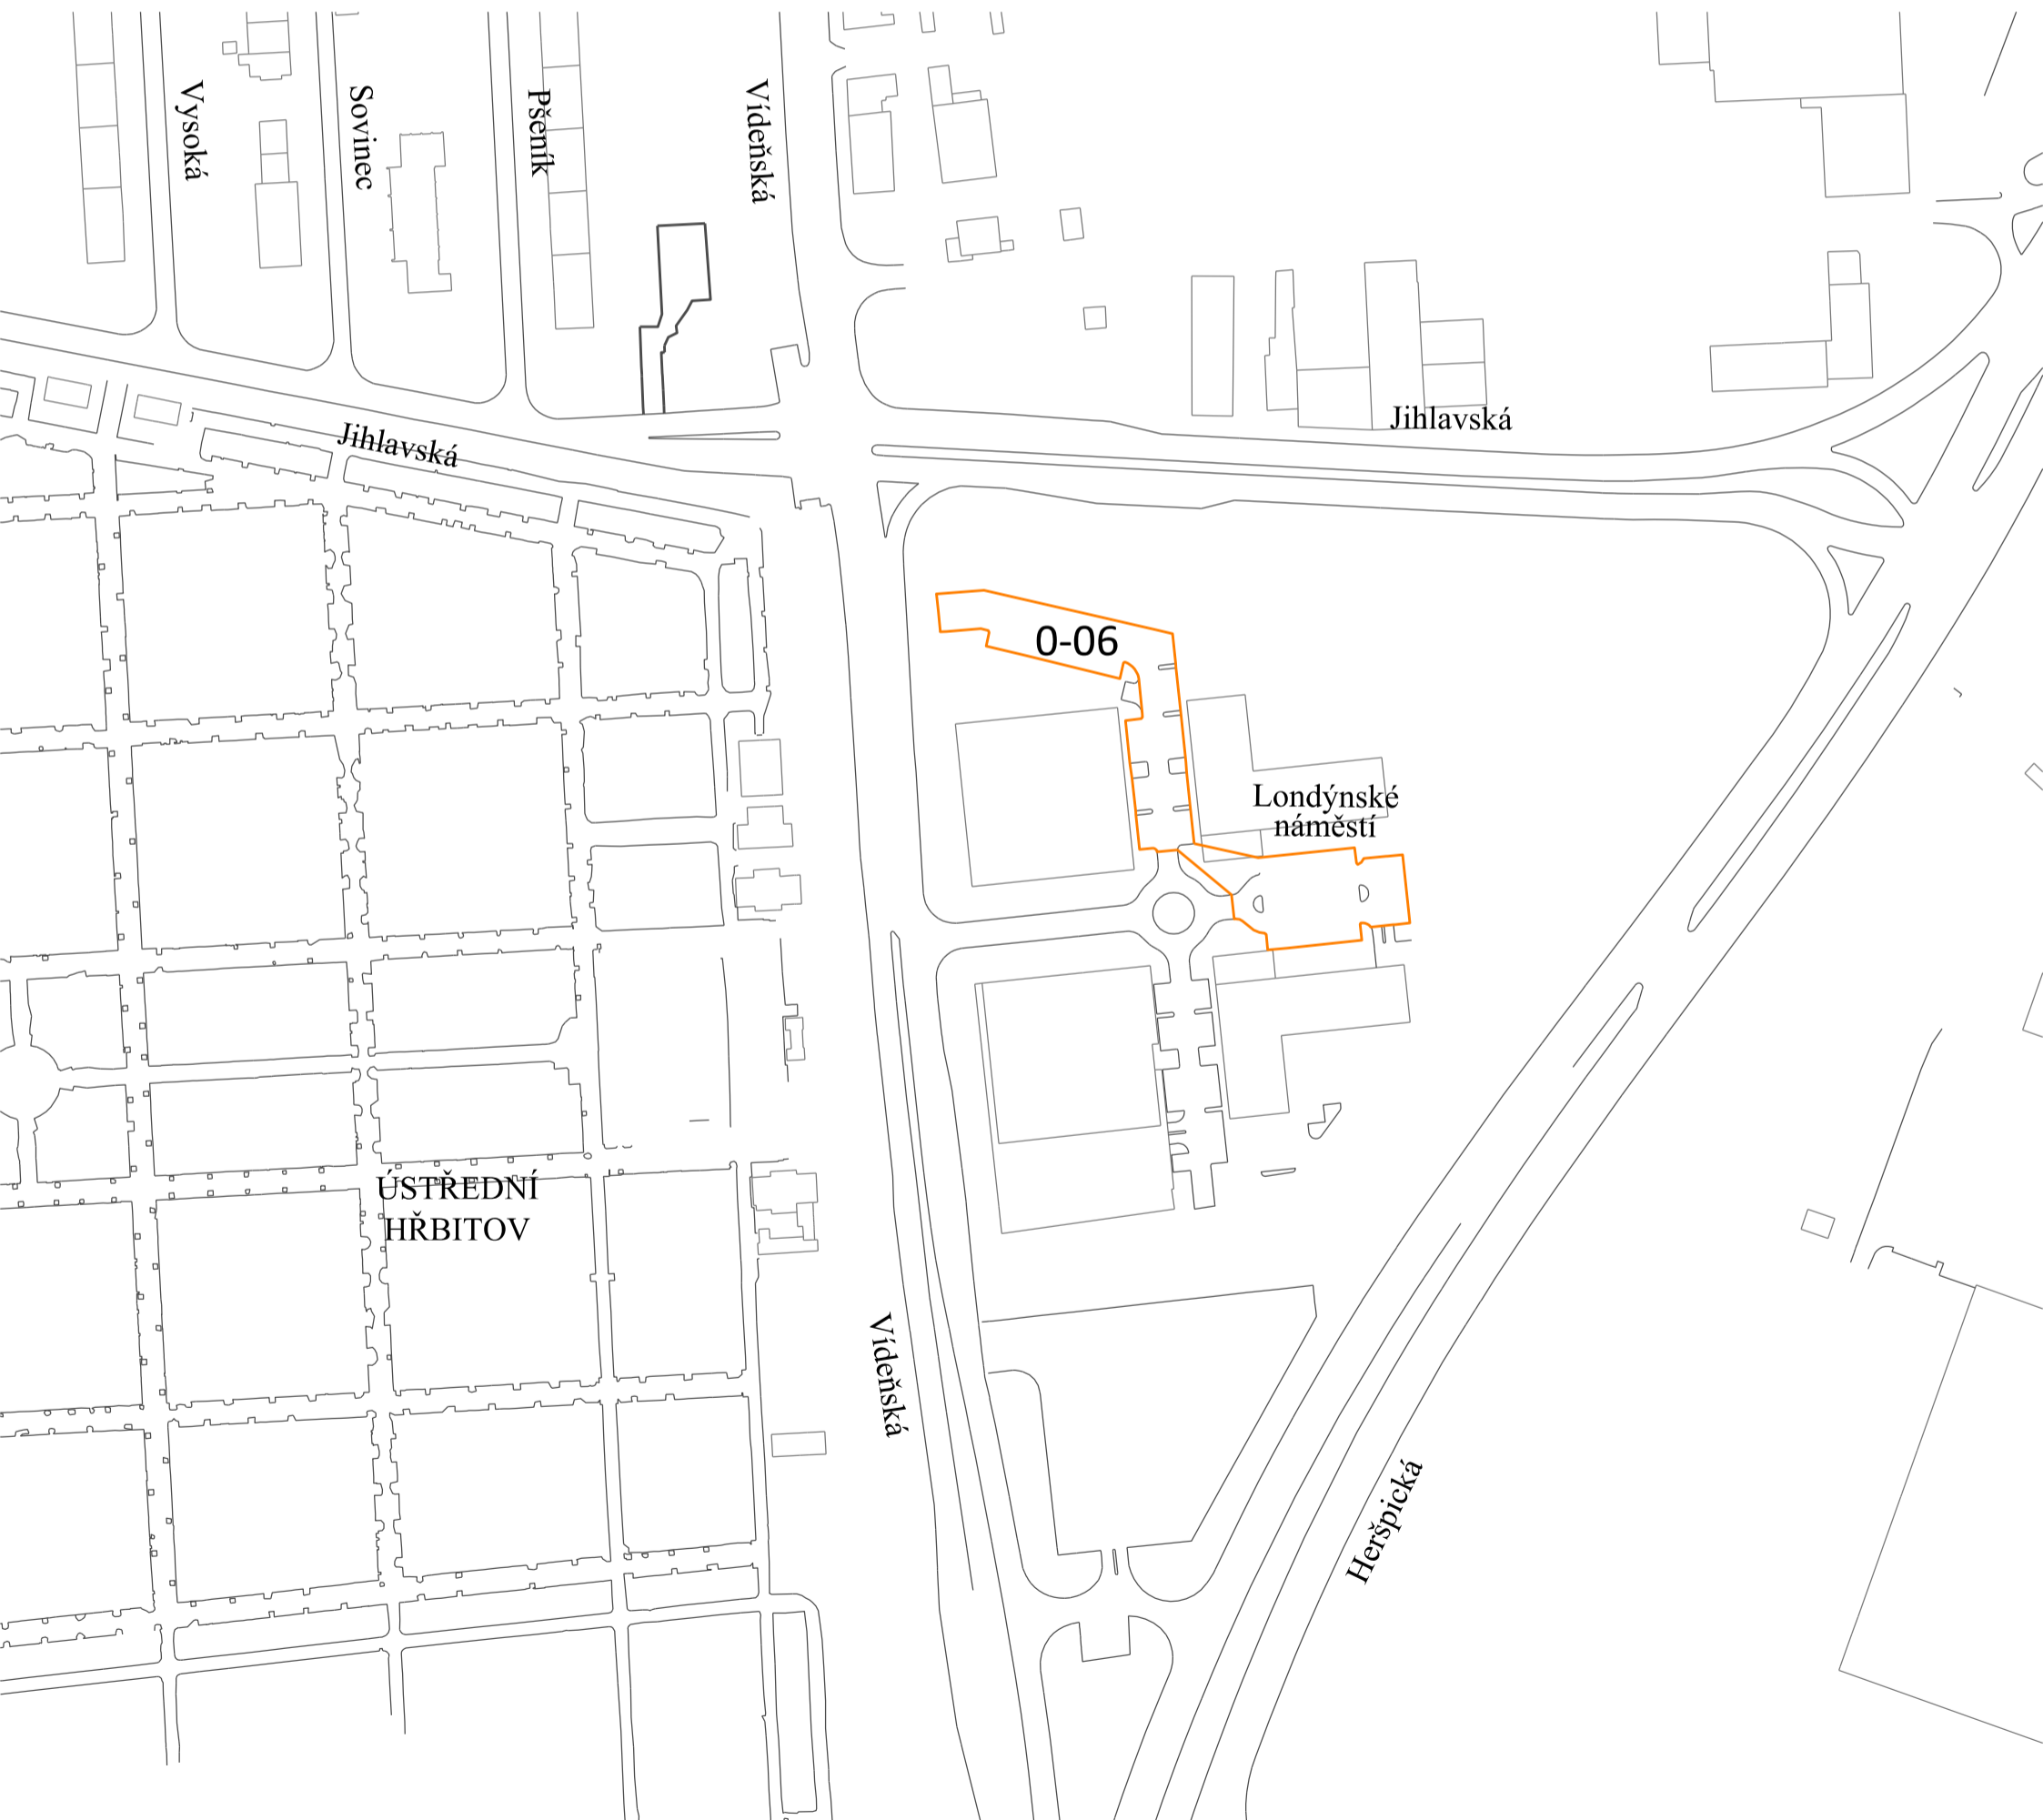 Vysoká
Sovinec
Pšeník
Vídeňská
Jihlavská
Jihlavská
0-06
Londýnské
náměstí
ÚSTŘEDNÍ
HŘBITOV
Vídeňská
Heršpická